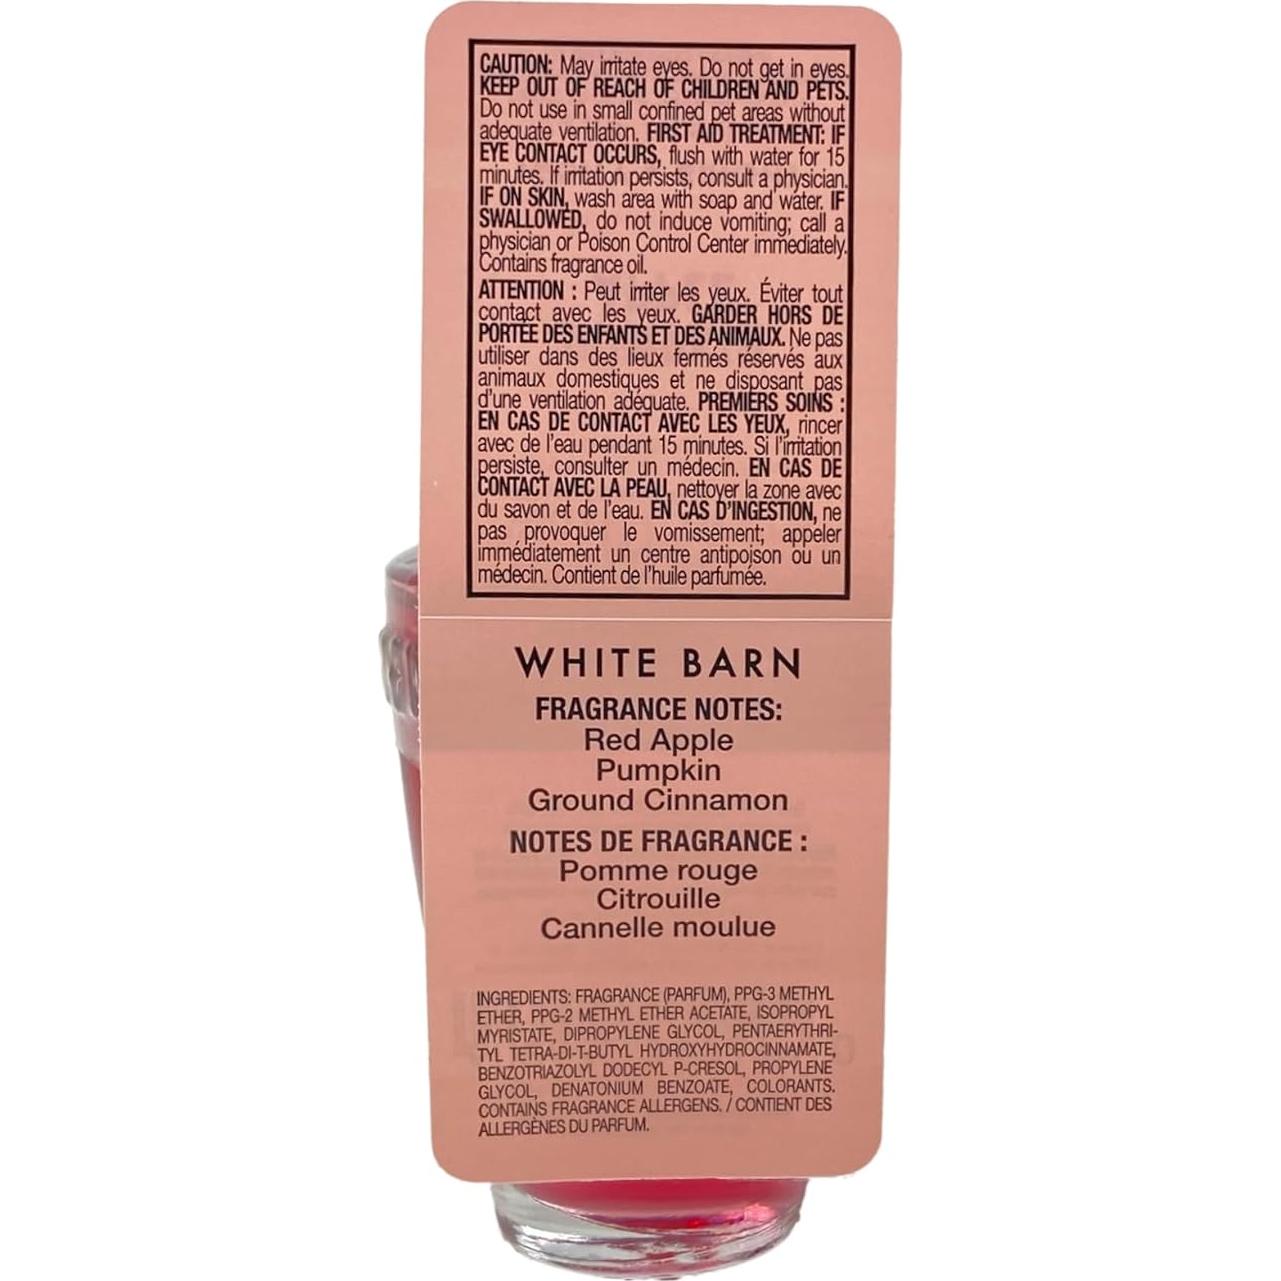 CAUTION: May irritate eyes. Do not get in eyes.
KEEP OUT OF REACH OF CHILDREN AND PETS.
Do not use in small confined pet areas without
adequate ventilation. FIRST AID TREATMENT: IF
EYE CONTACT OCCURS, flush with water for 15
minutes. If irritation persists, consult a physician.
IF ON SKIN, wash area with soap and water. IF
SWALLOWED, do not induce vomiting; call a
physician or Poison Control Center immediately.
Contains fragrance oil.
ATTENTION : Peut irriter les yeux. Éviter tout
contact avec les yeux. GARDER HORS DE
PORTÉE DES ENFANTS ET DES ANIMAUX. Ne pas
utiliser dans des lieux fermés réservés aux
animaux domestiques et ne disposant pas
d'une ventilation adéquate. PREMIERS SOINS :
EN CAS DE CONTACT AVEC LES YEUX, rincer
avec de l'eau pendant 15 minutes. Si l'irritation
persiste, consulter un médecin. EN CAS DE
CONTACT AVEC LA PEAU, nettoyer la zone avec
du savon et de l'eau. EN CAS D'INGESTION, ne
pas provoquer le vomissement; appeler
immédiatement un centre antipoison ou un
médecin. Contient de l'huile parfumée.
WHITE BARN
FRAGRANCE NOTES:
Red Apple
Pumpkin
Ground Cinnamon
NOTES DE FRAGRANCE :
Pomme rouge
Citrouille
Cannelle moulue
INGREDIENTS: FRAGRANCE (PARFUM), PPG-3 METHYL
ETHER, PPG-2 METHYL ETHER ACETATE, ISOPROPYL
MYRISTATE, DIPROPYLENE GLYCOL, PENTAERYTHRI-
TYL TETRA-DI-T-BUTYL HYDROXYHYDROCINNAMATE,
BENZOTRIAZOLYL DODECYL P-CRESOL, PROPYLENE
GLYCOL, DENATONIUM BENZOATE, COLORANTS.
CONTAINS FRAGRANCE ALLERGENS. / CONTIENT DES
ALLERGÈNES DU PARFUM.